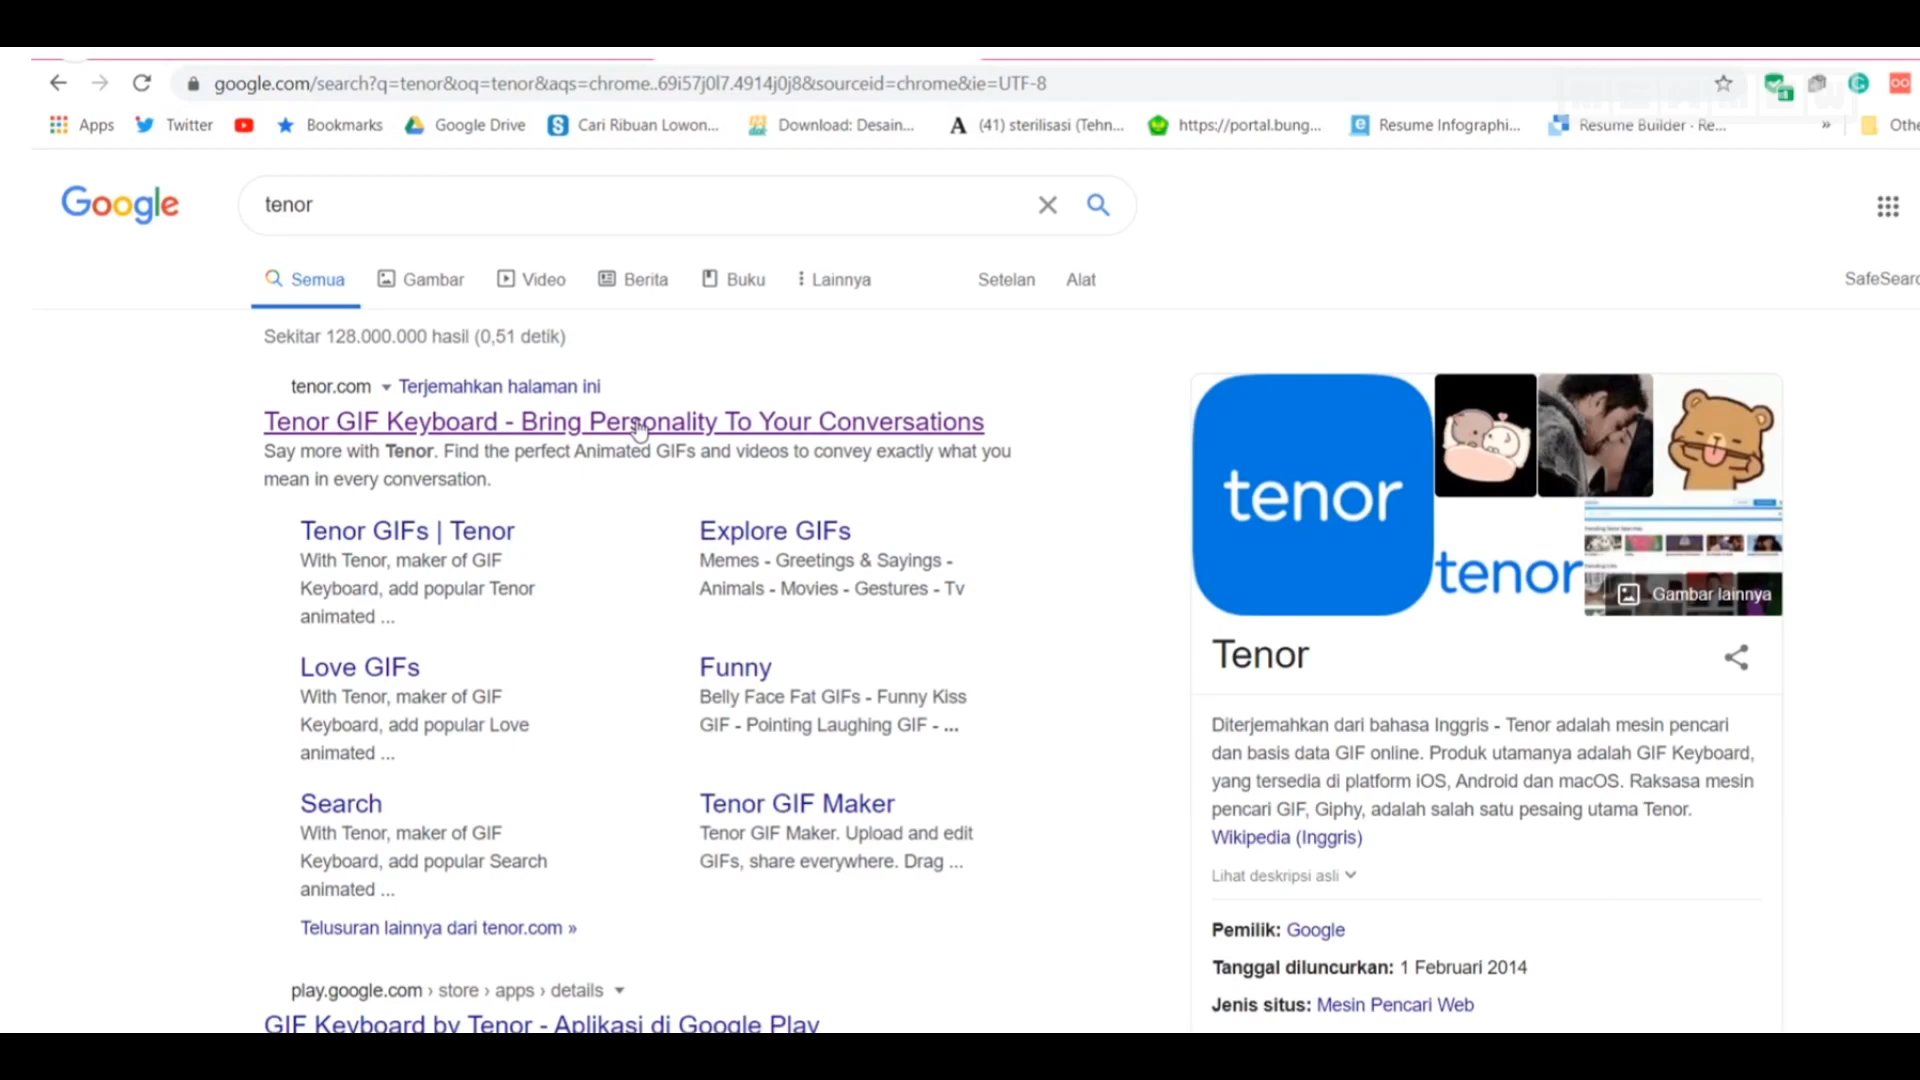 google.com/search?q=tenor&oq=tenor&aqs=chrome..69i57j0l7.4914j0j8&sourceid=chrome&ie=UTF-8
Apps Twitter Bookmarks Google Drive Cari Ribuan Lowon... Download: Desain... (41) sterilisasi (Tehn... https://portal.bung... Resume Infographi... Resume Builder · Re... » Othe
Google tenor
Semua Gambar Video Berita Buku Lainnya Setelan Alat SafeSearc
Sekitar 128.000.000 hasil (0,51 detik)
tenor.com Terjemahkan halaman ini
Tenor GIF Keyboard - Bring Personality To Your Conversations
Say more with Tenor. Find the perfect Animated GIFs and videos to convey exactly what you
mean in every conversation.
Tenor GIFs | Tenor
With Tenor, maker of GIF
Keyboard, add popular Tenor
animated ...
Explore GIFs
Memes - Greetings & Sayings -
Animals - Movies - Gestures - Tv
Love GIFs
With Tenor, maker of GIF
Keyboard, add popular Love
animated ...
Funny
Belly Face Fat GIFs - Funny Kiss
GIF - Pointing Laughing GIF - ...
Search
With Tenor, maker of GIF
Keyboard, add popular Search
animated ...
Tenor GIF Maker
Tenor GIF Maker. Upload and edit
GIFs, share everywhere. Drag ...
Telusuran lainnya dari tenor.com »
play.google.com › store › apps › details
GIF Keyboard by Tenor - Aplikasi di Google Play
tenor
tenor
Gambar lainnya
Tenor
Diterjemahkan dari bahasa Inggris - Tenor adalah mesin pencari
dan basis data GIF online. Produk utamanya adalah GIF Keyboard,
yang tersedia di platform iOS, Android dan macOS. Raksasa mesin
pencari GIF, Giphy, adalah salah satu pesaing utama Tenor.
Wikipedia (Inggris)
Lihat deskripsi asli
Pemilik: Google
Tanggal diluncurkan: 1 Februari 2014
Jenis situs: Mesin Pencari Web